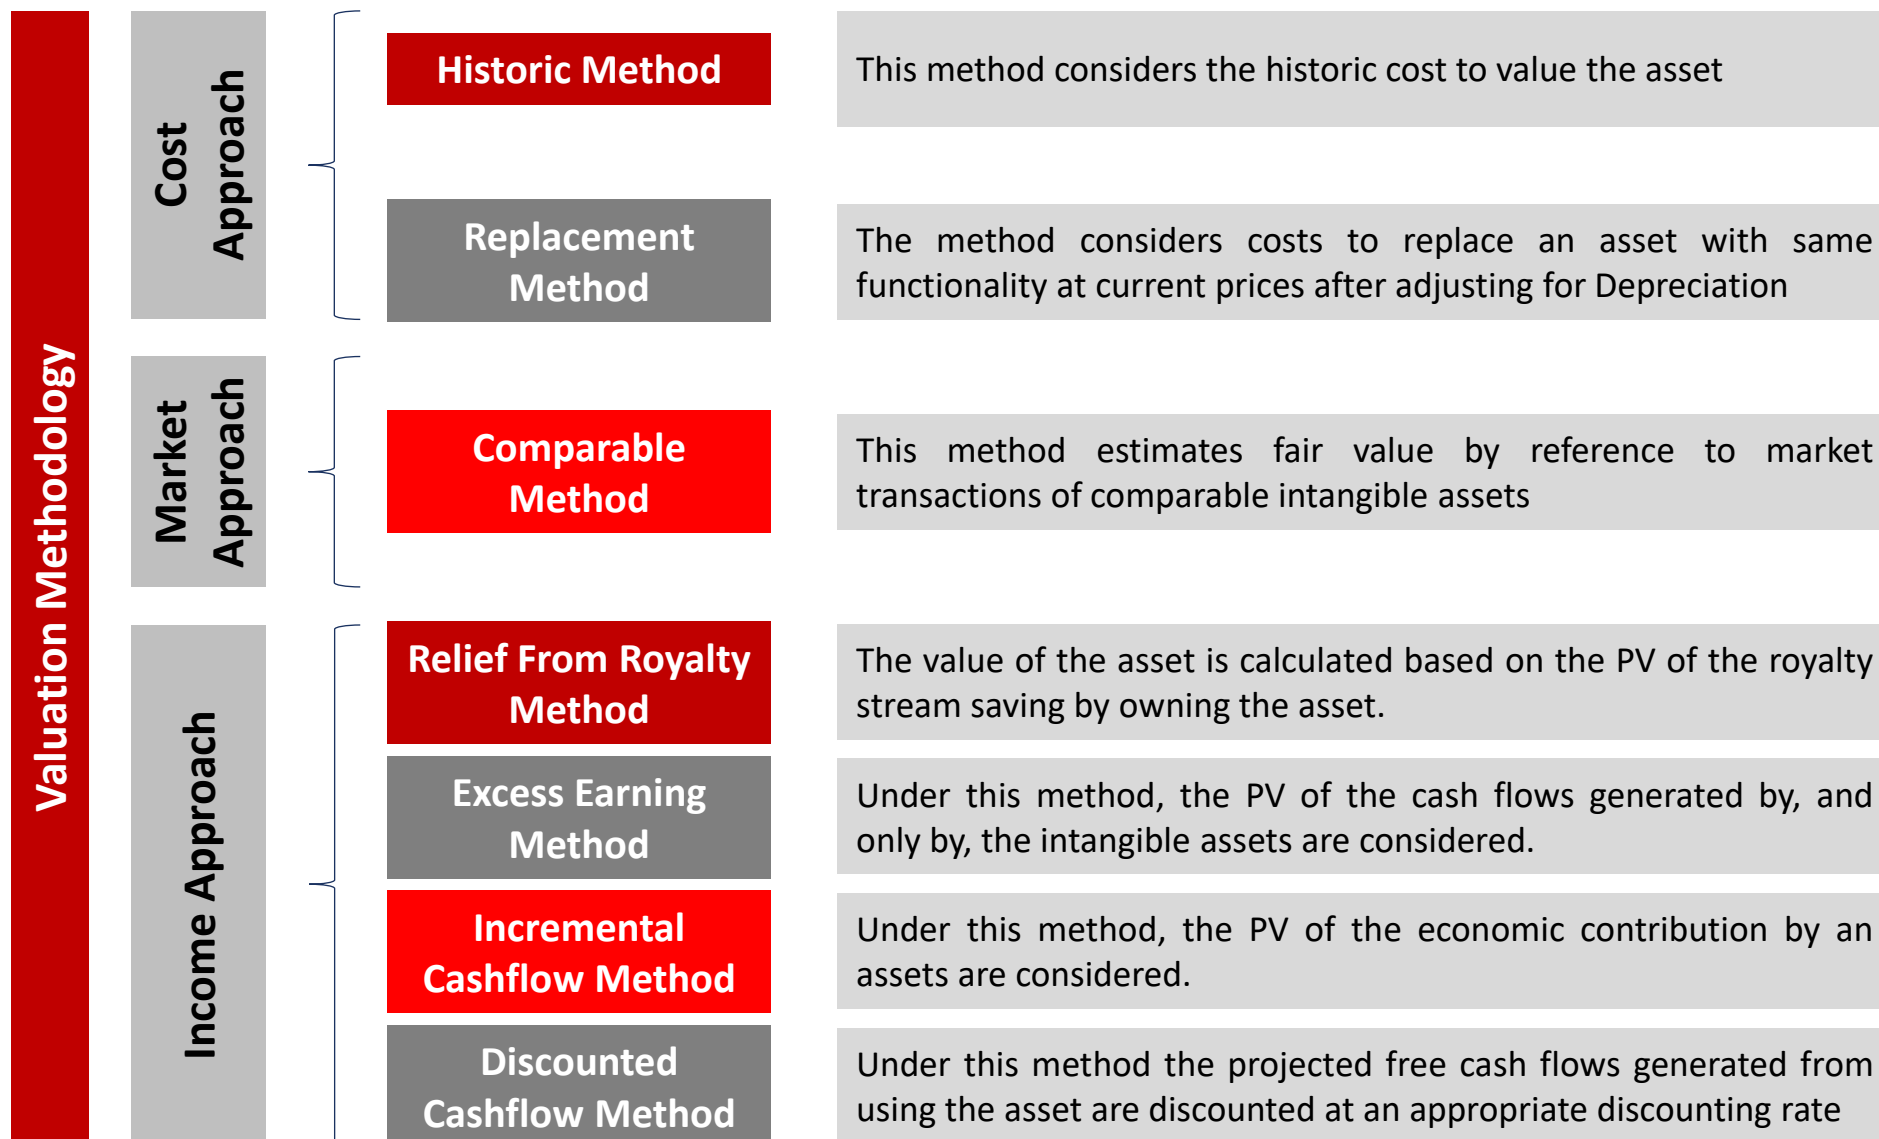 Valuation Methodology
Cost
Approach
Historic Method
This method considers the historic cost to value the asset
Replacement
Method
The method considers costs to replace an asset with same
functionality at current prices after adjusting for Depreciation
Market
Approach
Comparable
Method
This method estimates fair value by reference to market
transactions of comparable intangible assets
Income Approach
Relief From Royalty
Method
The value of the asset is calculated based on the PV of the royalty
stream saving by owning the asset.
Excess Earning
Method
Under this method, the PV of the cash flows generated by, and
only by, the intangible assets are considered.
Incremental
Cashflow Method
Under this method, the PV of the economic contribution by an
assets are considered.
Discounted
Cashflow Method
Under this method the projected free cash flows generated from
using the asset are discounted at an appropriate discounting rate